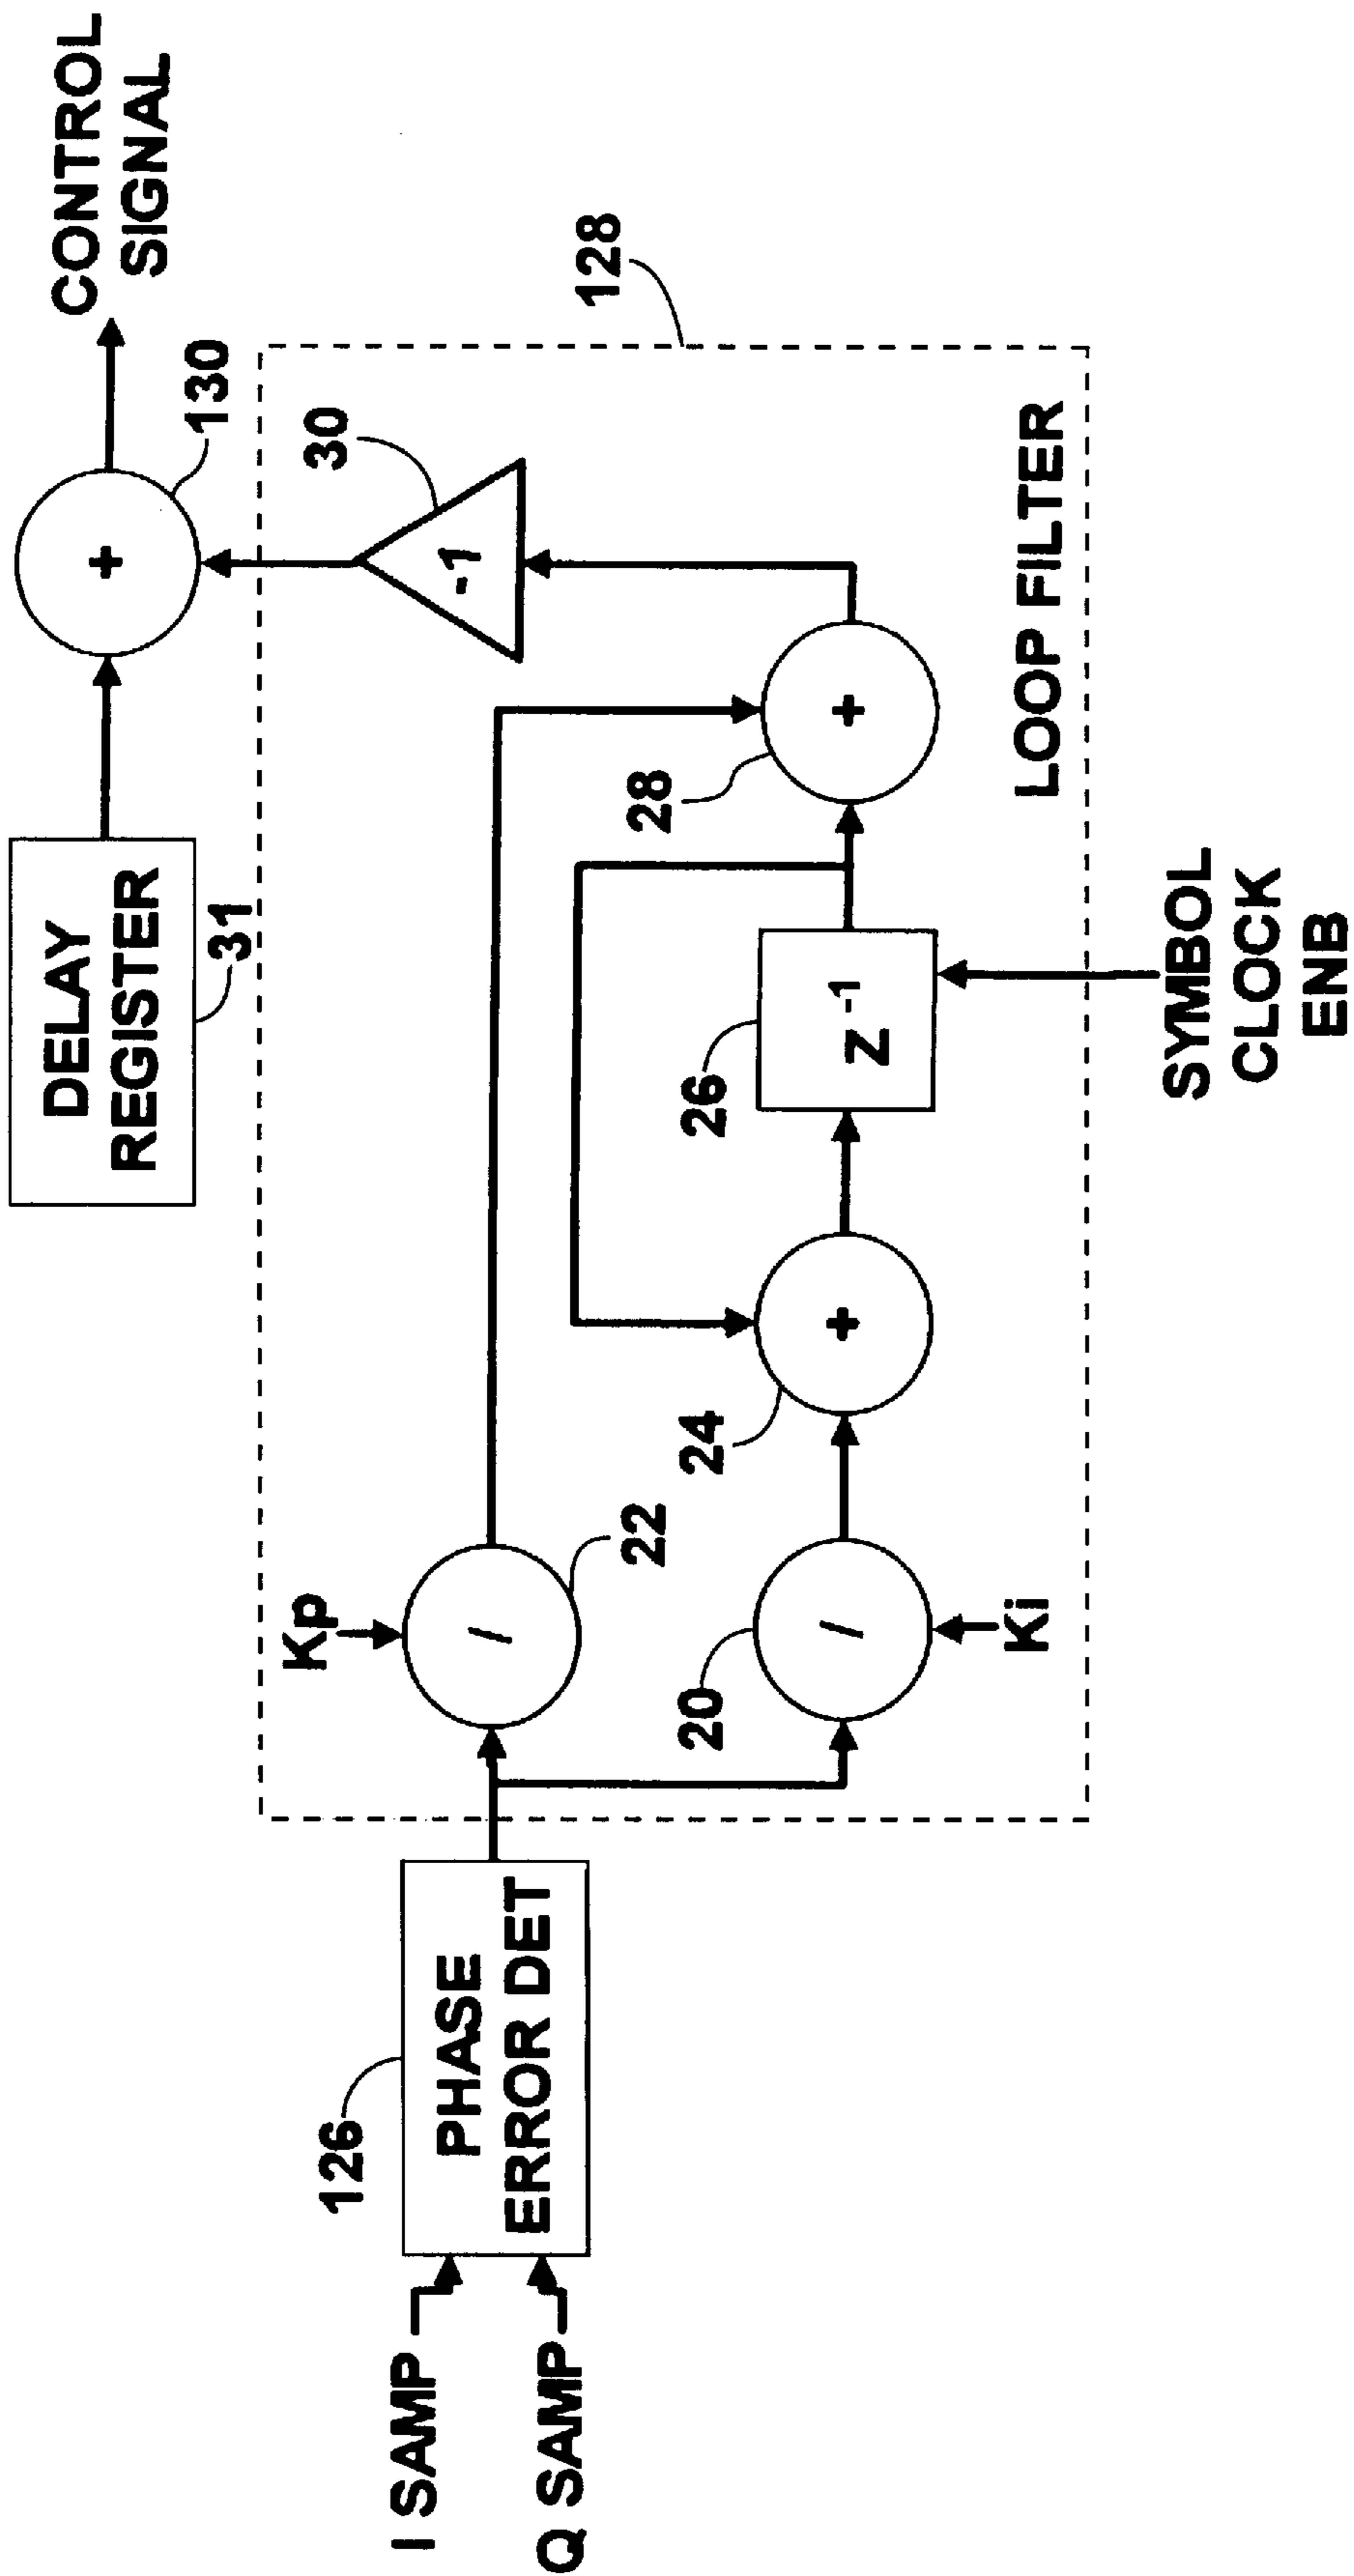 DELAY
REGISTER
31
+
130
CONTROL
SIGNAL
I SAMP
Q SAMP
126
PHASE
ERROR DET
Kp
/
22
20
/
Ki
24
+
26
Z-1
28
+
30
-1
128
LOOP FILTER
SYMBOL
CLOCK
ENB